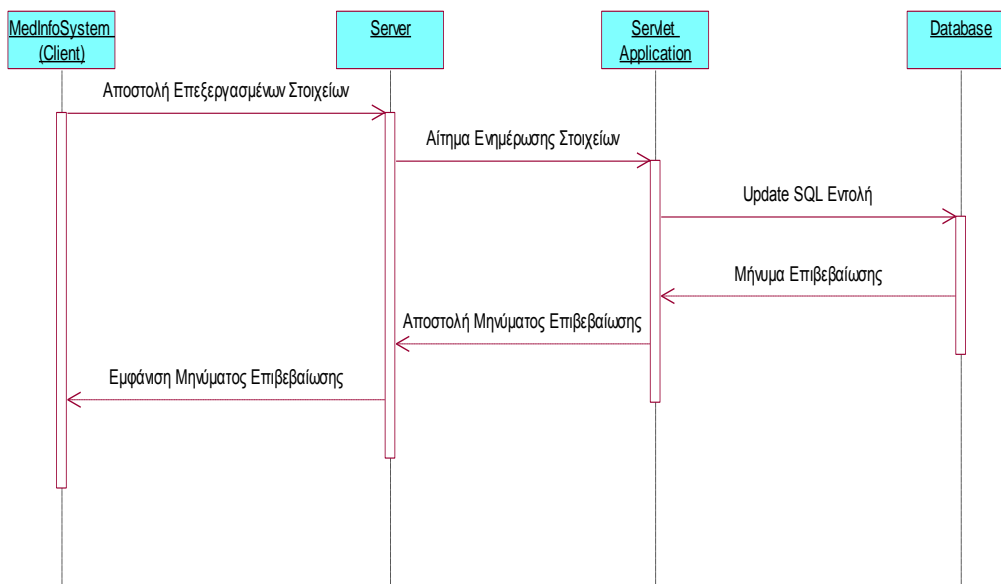 MedInfoSystem
(Client)
Server
Servlet
Application
Database
Αποστολή Επεξεργασμένων Στοιχείων
Αίτημα Ενημέρωσης Στοιχείων
Update SQL Εντολή
Μήνυμα Επιβεβαίωσης
Αποστολή Μηνύματος Επιβεβαίωσης
Εμφάνιση Μηνύματος Επιβεβαίωσης